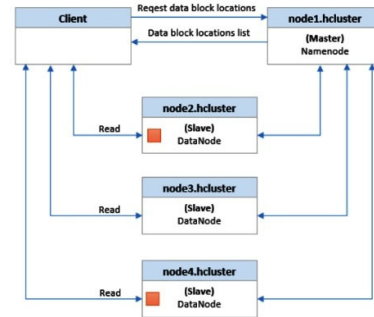 Client
Reqest data block locations
Data block locations list
node1.hcluster
(Master)
Namenode
node2.hcluster
(Slave)
DataNode
Read
node3.hcluster
(Slave)
DataNode
Read
node4.hcluster
(Slave)
DataNode
Read